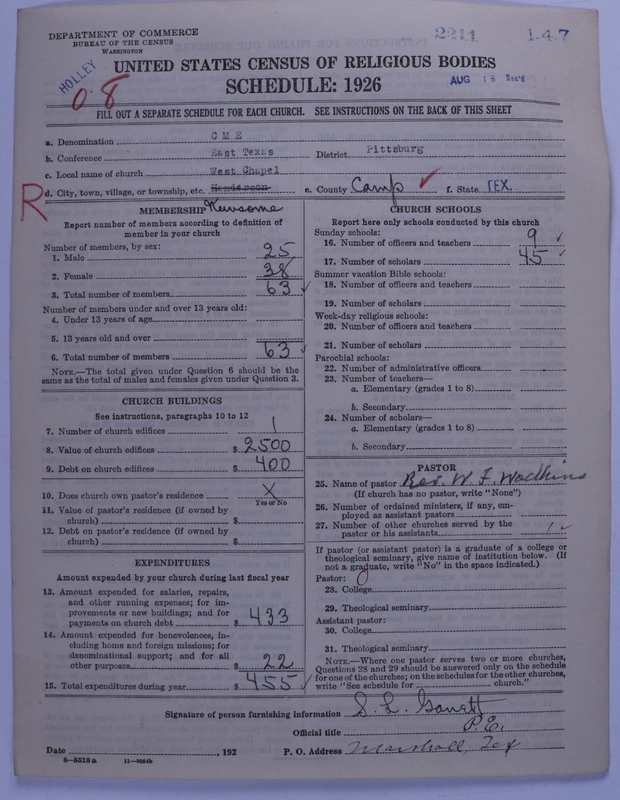 DEPARTMENT OF COMMERCE
BUREAU OF THE CENSUS
WASHINGTON
2211
1-4-7
HOLLEY
0.8
UNITED STATES CENSUS OF RELIGIOUS BODIES
SCHEDULE: 1926
AUG 18 Rec'd
FILL OUT A SEPARATE SCHEDULE FOR EACH CHURCH. SEE INSTRUCTIONS ON THE BACK OF THIS SHEET
a. Denomination C M E
b. Conference East Texas District Pittsburg
c. Local name of church West Chapel
R d. City, town, village, or township, etc. Henderson e. County Camp ✓ f. State TEX.
MEMBERSHIP Newsome
Report number of members according to definition of
member in your church
Number of members, by sex:
1. Male 25
2. Female 38
3. Total number of members 63 ✓
Number of members under and over 13 years old:
4. Under 13 years of age
5. 13 years old and over
6. Total number of members 63 ✓
NOTE.—The total given under Question 6 should be
same as the total of males and females given under Question 3.
CHURCH BUILDINGS
See instructions, paragraphs 10 to 12
7. Number of church edifices 1
8. Value of church edifices $ 2500
9. Debt on church edifices $ 400
10. Does church own pastor's residence X
Yes or No
11. Value of pastor's residence (if owned by
church) $
12. Debt on pastor's residence (if owned by
church) $
EXPENDITURES
Amount expended by your church during last fiscal year
13. Amount expended for salaries, repairs,
and other running expenses; for im-
provements or new buildings; and for
payments on church debt $ 433
14. Amount expended for benevolences, in-
cluding home and foreign missions; for
denominational support; and for all
other purposes $ 22
15. Total expenditures during year $ 455 ✓
CHURCH SCHOOLS
Report here only schools conducted by this church
Sunday schools:
16. Number of officers and teachers 9 ✓
17. Number of scholars 45 ✓
Summer vacation Bible schools:
18. Number of officers and teachers
19. Number of scholars
Week-day religious schools:
20. Number of officers and teachers
21. Number of scholars
Parochial schools:
22. Number of administrative officers
23. Number of teachers—
a. Elementary (grades 1 to 8)
b. Secondary
24. Number of scholars—
a. Elementary (grades 1 to 8)
b. Secondary
PASTOR
25. Name of pastor Rev. W. F. Wadkins
(If church has no pastor, write "None")
26. Number of ordained ministers, if any, em-
ployed as assistant pastors
27. Number of other churches served by the
pastor or his assistants 1 ✓
If pastor (or assistant pastor) is a graduate of a college or
theological seminary, give name of institution below. (If
not a graduate, write "No" in the space indicated.)
Pastor: 0
28. College
29. Theological seminary
Assistant pastor:
30. College
31. Theological seminary
NOTE.—Where one pastor serves two or more churches,
Questions 28 and 29 should be answered only on the schedule
for one of the churches; on the schedules for the other churches,
write "See schedule for church."
Signature of person furnishing information S. L. Garrett
Official title P. E.
Date , 192 P. O. Address Marshall, Tex
8—5518 a 11—9264b